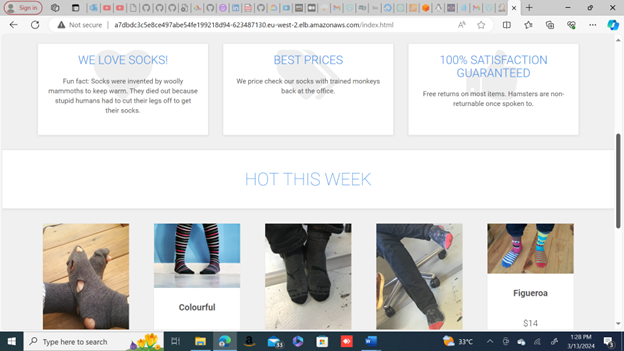 Sign in
Not secure | a7dbdc3c5e8ce497abe54fe199218d94-623487130.eu-west-2.elb.amazonaws.com/index.html
WE LOVE SOCKS!
Fun fact: Socks were invented by woolly
mammoths to keep warm. They died out because
stupid humans had to cut their legs off to get
their socks.
BEST PRICES
We price check our socks with trained monkeys
back at the office.
100% SATISFACTION
GUARANTEED
Free returns on most items. Hamsters are non-
returnable once spoken to.
HOT THIS WEEK
Colourful
Figueroa
$14
Type here to search
33°C
1:28 PM
3/13/2024